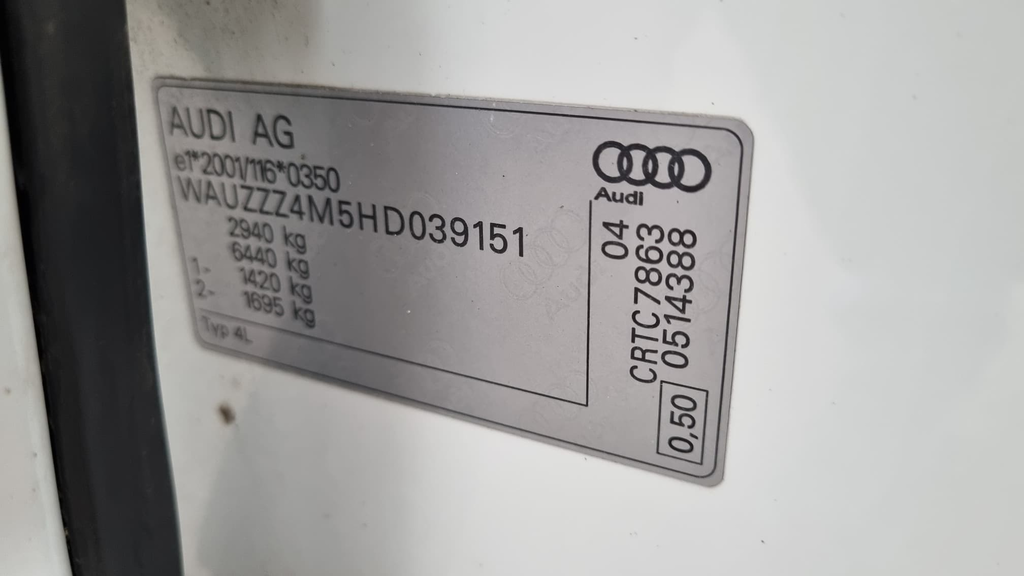 AUDI AG
e1*2001/116*0350
WAUZZZ4M5HD039151
2940 kg
6440 kg
1- 1420 kg
2- 1695 kg
Typ 4L
Audi
04
CRTC7863
0514388
0,50